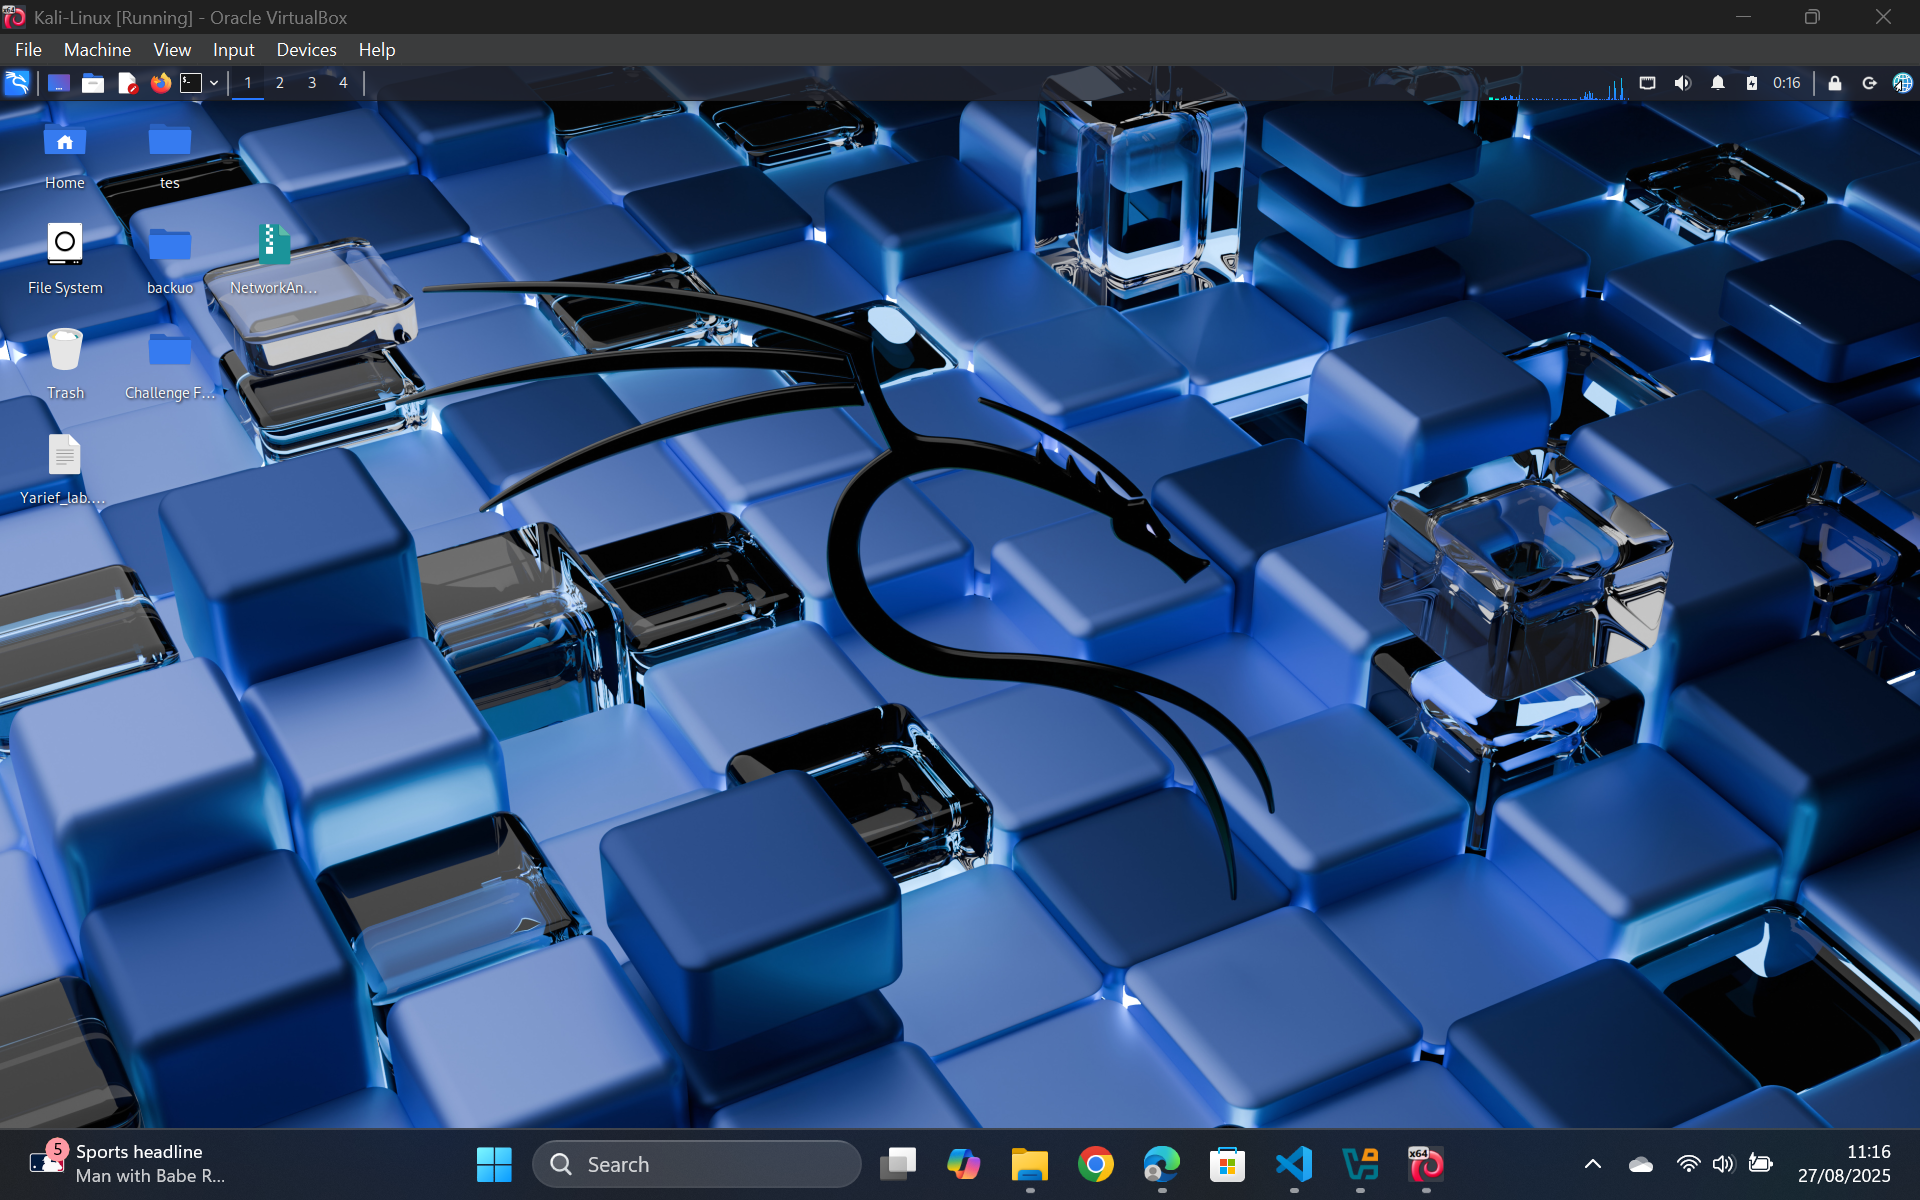 Kali-Linux [Running] - Oracle VirtualBox
File Machine View Input Devices Help
1 2 3 4
0:16
Home
tes
File System
backuo
NetworkAn...
Trash
Challenge F...
Yarief_lab....
5
Sports headline
Man with Babe R...
Search
x64
11:16
27/08/2025